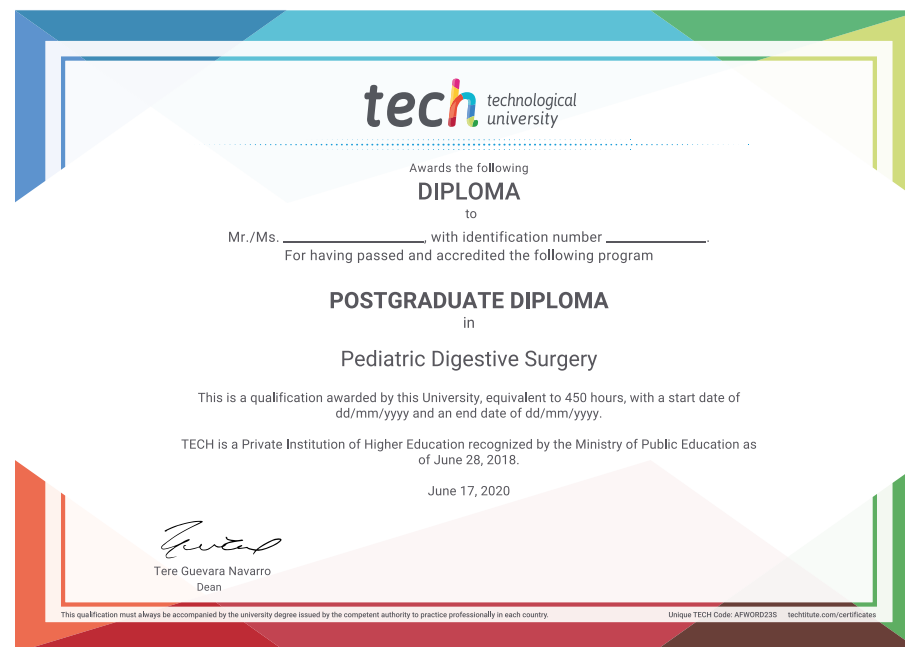 tech technological
university
Awards the following
DIPLOMA
to
Mr./Ms. ____________, with identification number ____________.
For having passed and accredited the following program
POSTGRADUATE DIPLOMA
in
Pediatric Digestive Surgery
This is a qualification awarded by this University, equivalent to 450 hours, with a start date of
dd/mm/yyyy and an end date of dd/mm/yyyy.
TECH is a Private Institution of Higher Education recognized by the Ministry of Public Education as
of June 28, 2018.
June 17, 2020
Tere Guevara Navarro
Dean
This qualification must always be accompanied by the university degree issued by the competent authority to practice professionally in each country.
Unique TECH Code: AFWORD23S techtitute.com/certificates